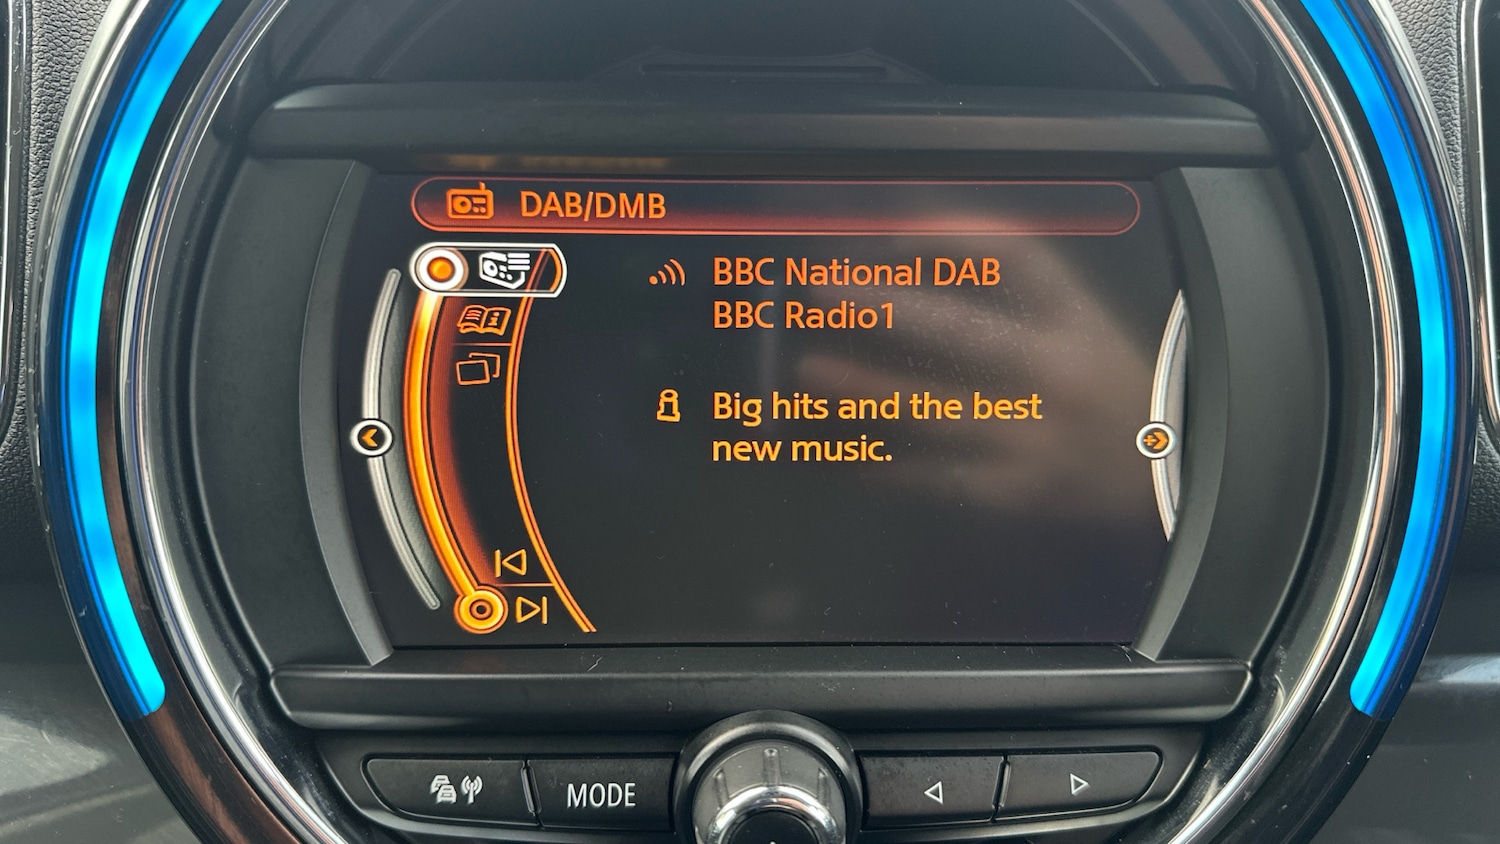 DAB/DMB
BBC National DAB
BBC Radio1
Big hits and the best
new music.
MODE